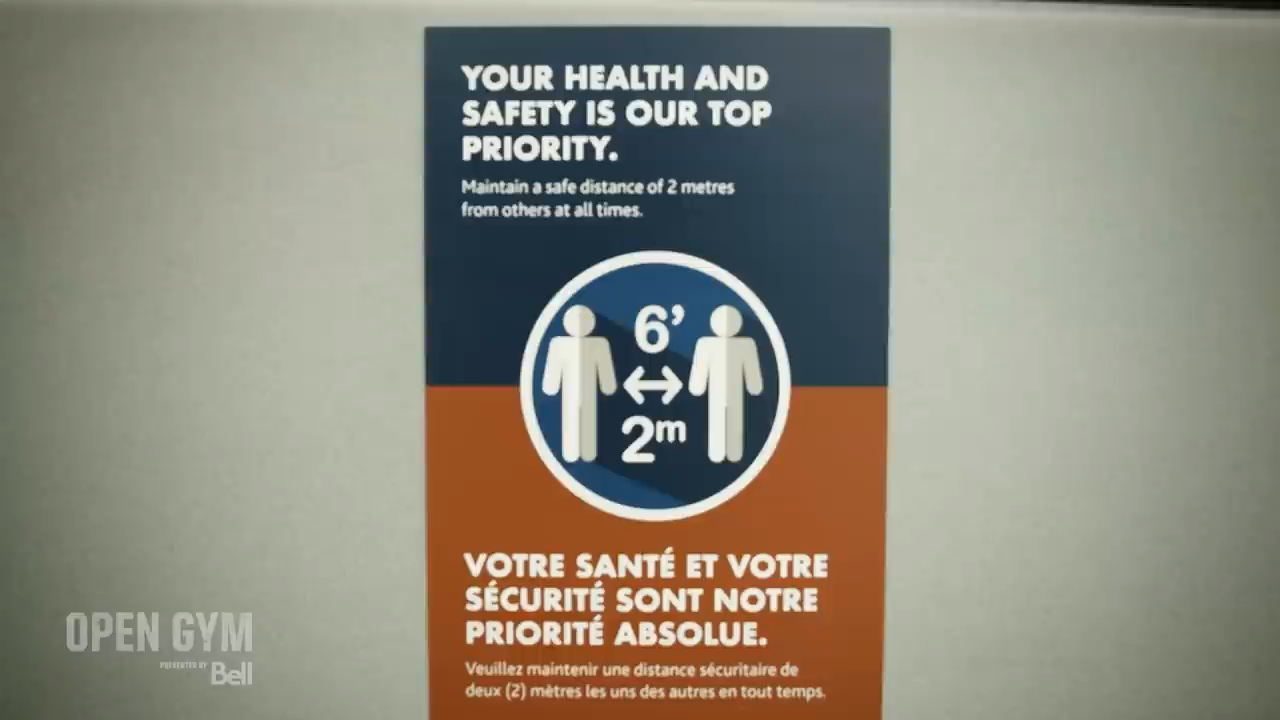 YOUR HEALTH AND
SAFETY IS OUR TOP
PRIORITY.
Maintain a safe distance of 2 metres
from others at all times.
6’
2m
VOTRE SANTÉ ET VOTRE
SÉCURITÉ SONT NOTRE
PRIORITÉ ABSOLUE.
Veuillez maintenir une distance sécuritaire de
deux (2) mètres les uns des autres en tout temps.
OPEN GYM
PRESENTED BY
Bell